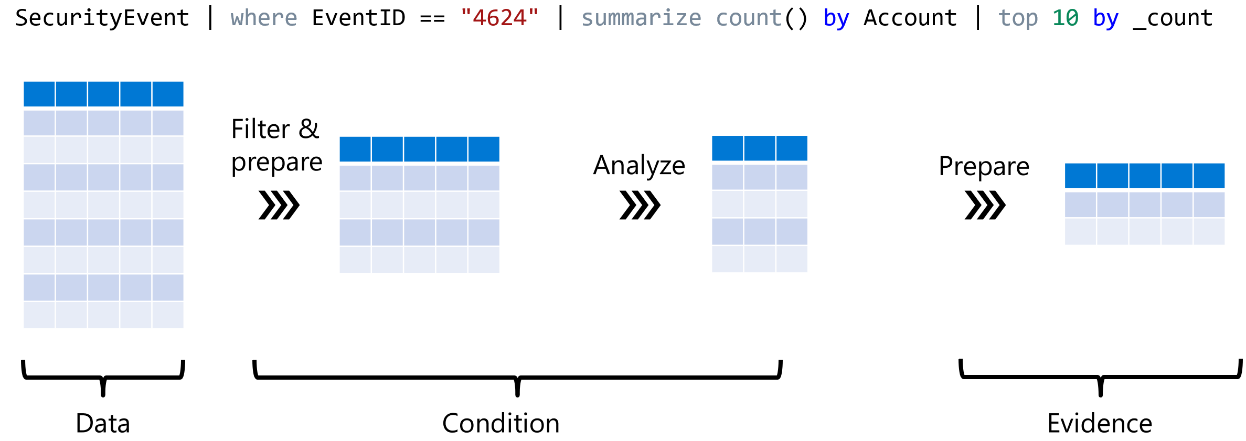 SecurityEvent | where EventID == "4624" | summarize count() by Account | top 10 by _count
Filter &
prepare
Analyze
Prepare
Data
Condition
Evidence